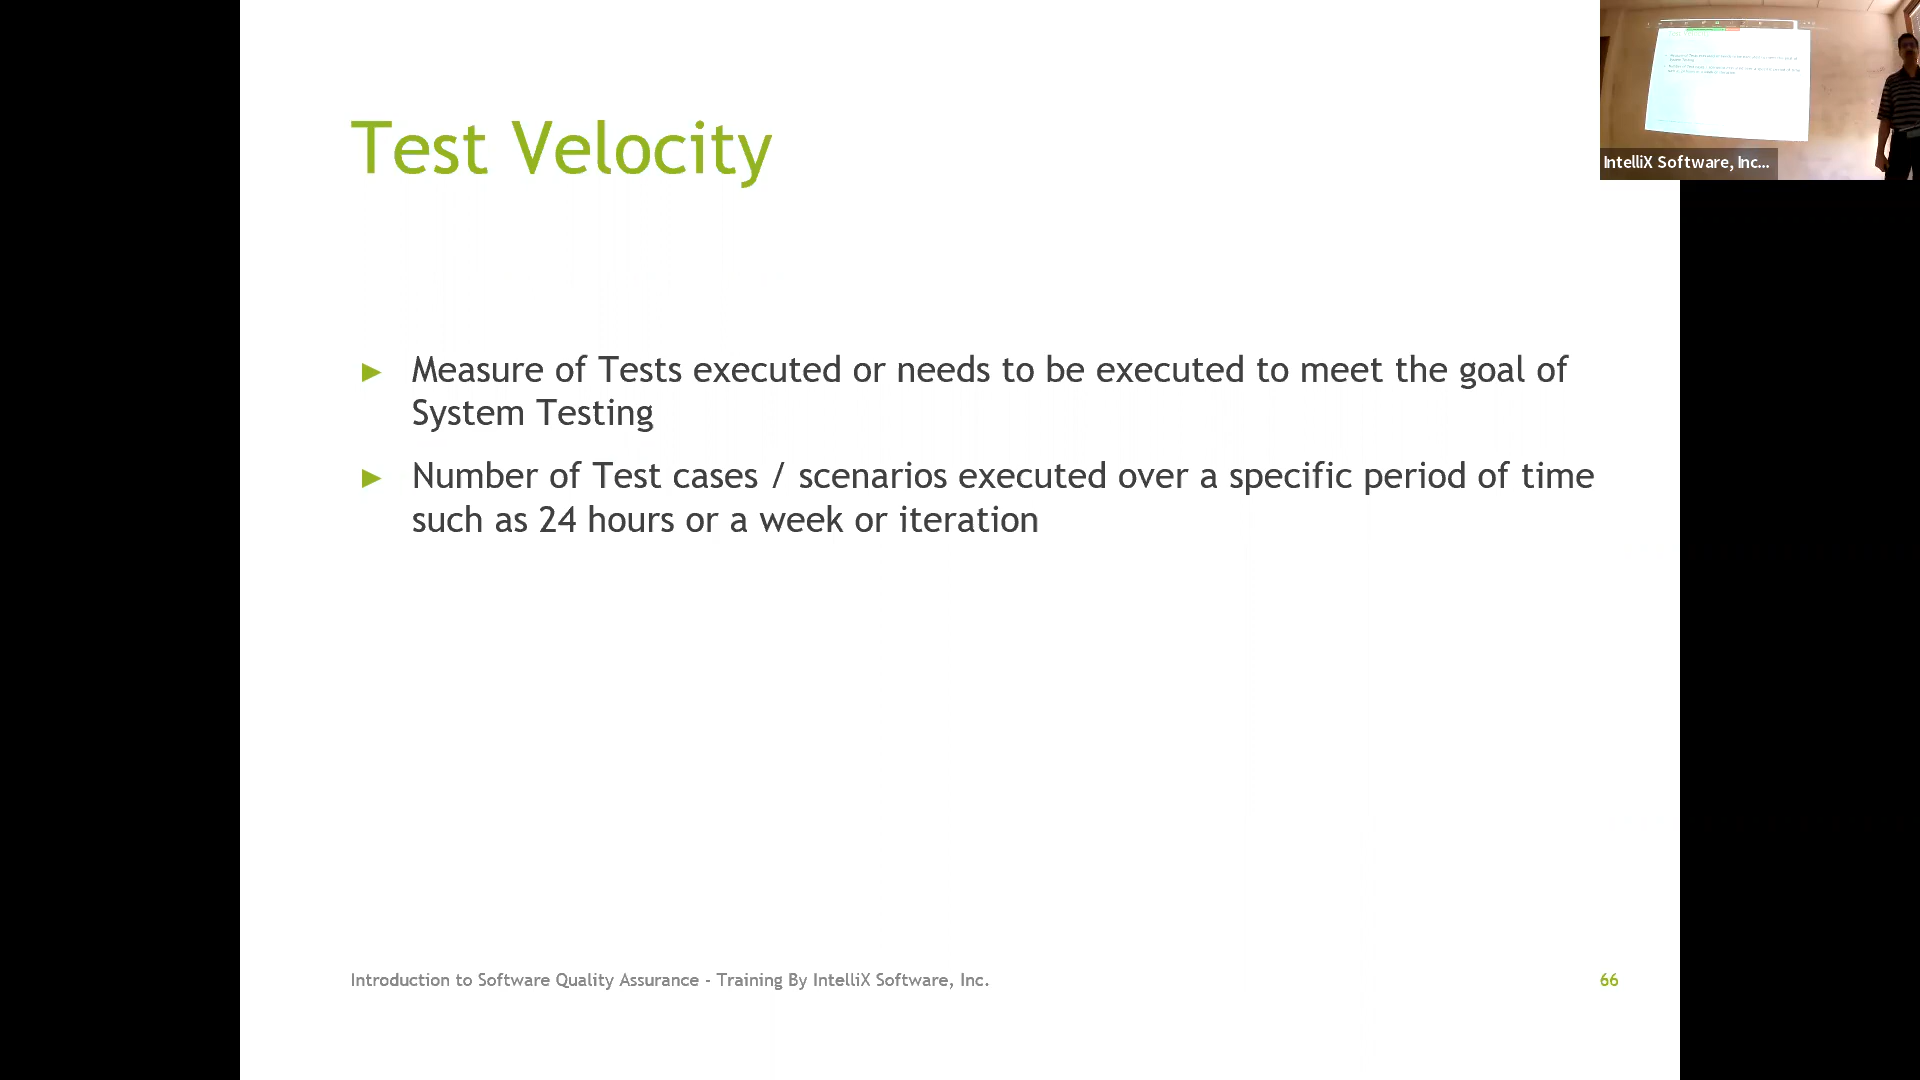 Test Velocity
IntelliX Software, Inc...
► Measure of Tests executed or needs to be executed to meet the goal of
System Testing
► Number of Test cases / scenarios executed over a specific period of time
such as 24 hours or a week or iteration
Introduction to Software Quality Assurance - Training By IntelliX Software, Inc.
66